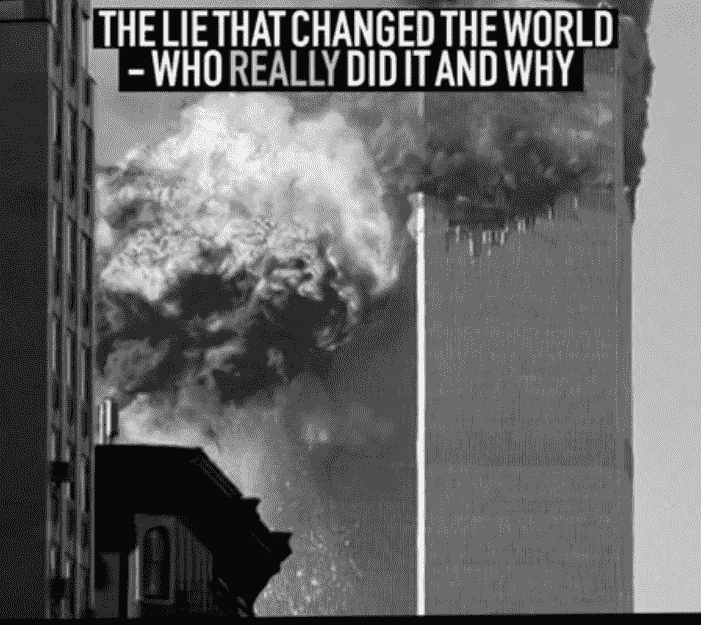 THE LIE THAT CHANGED THE WORLD
– WHO REALLY DID IT AND WHY